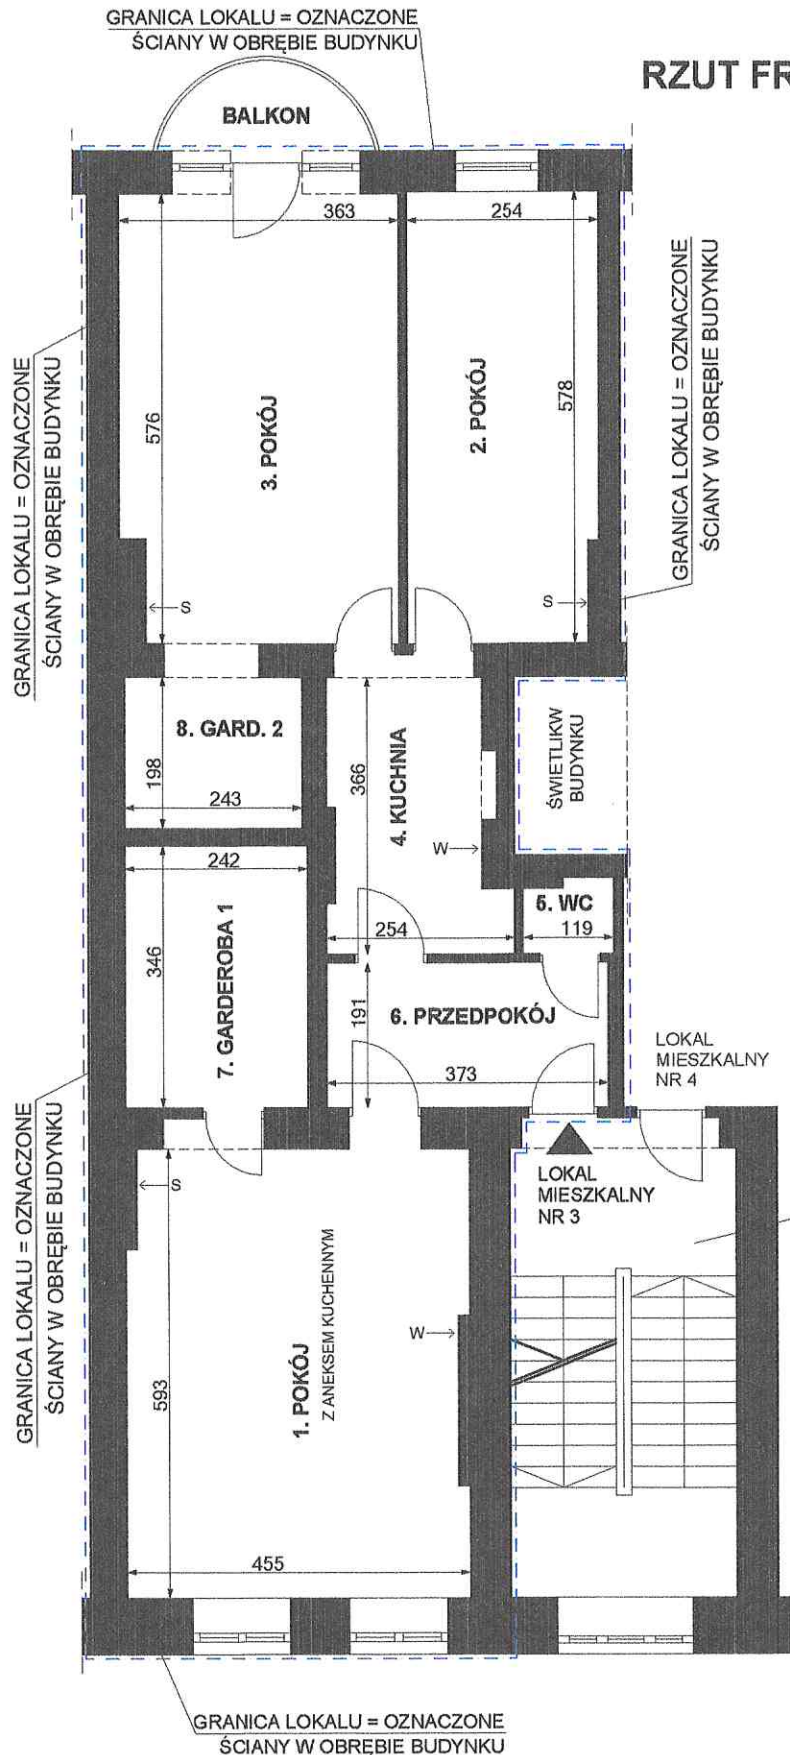 GRANICA LOKALU = OZNACZONE
ŚCIANY W OBRĘBIE BUDYNKU
RZUT FR
BALKON
363
254
GRANICA LOKALU = OZNACZONE
ŚCIANY W OBRĘBIE BUDYNKU
GRANICA LOKALU = OZNACZONE
ŚCIANY W OBRĘBIE BUDYNKU
576
3. POKÓJ
2. POKÓJ
578
S
S
8. GARD. 2
198
243
366
4. KUCHNIA
W
ŚWIETLIKW
BUDYNKU
242
346
7. GARDEROBA 1
254
5. WC
119
191
6. PRZEDPOKÓJ
373
LOKAL
MIESZKALNY
NR 4
GRANICA LOKALU = OZNACZONE
ŚCIANY W OBRĘBIE BUDYNKU
S
LOKAL
MIESZKALNY
NR 3
593
1. POKÓJ
Z ANEKSEM KUCHENNYM
W
455
GRANICA LOKALU = OZNACZONE
ŚCIANY W OBRĘBIE BUDYNKU